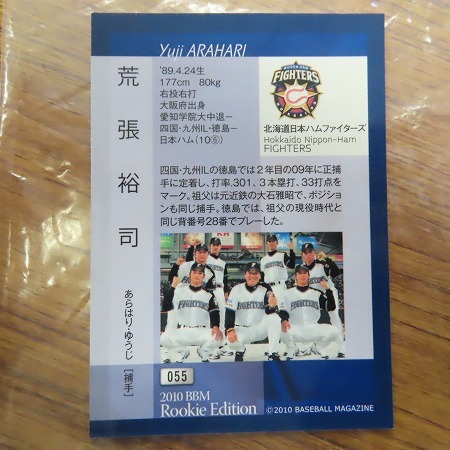 Yuji ARAHARI
荒張裕司
あらはり・ゆうじ [捕手]
'89.4.24生
177cm 80kg
右投右打
大阪府出身
愛知学院大中退ー
四国・九州IL・徳島ー
日本ハム(10⑥)
FIGHTERS
北海道日本ハムファイターズ
Hokkaido Nippon-Ham
FIGHTERS
四国・九州ILの徳島では2年目の09年に正捕
手に定着し、打率.301、3本塁打、33打点を
マーク。祖父は元近鉄の大石雅昭で、ポジショ
ンも同じ捕手。徳島では、祖父の現役時代と
同じ背番号28番でプレーした。
FIGHTERS
FIGHTERS
FIGHTERS
055
2010 BBM
Rookie Edition
©2010 BASEBALL MAGAZINE